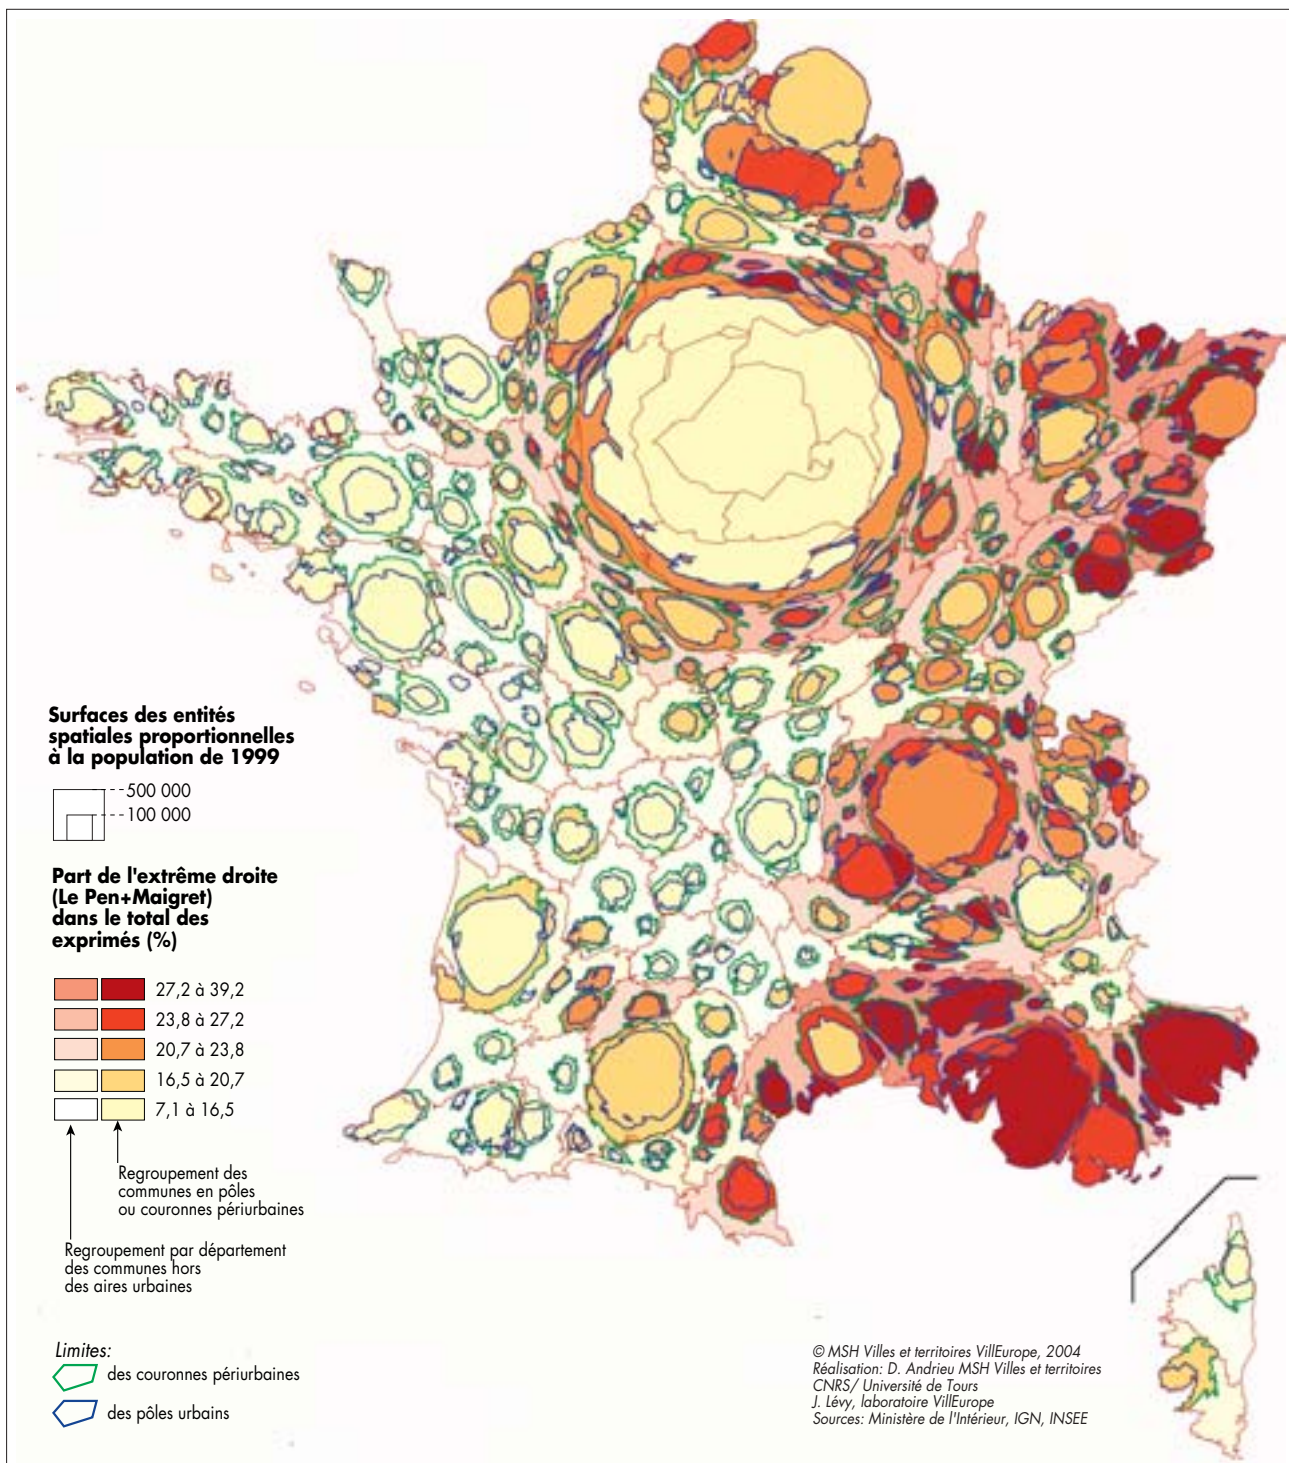 Surfaces des entités
spatiales proportionnelles
à la population de 1999
500 000
100 000
Part de l'extrême droite
(Le Pen+Maigret)
dans le total des
exprimés (%)
27,2 à 39,2
23,8 à 27,2
20,7 à 23,8
16,5 à 20,7
7,1 à 16,5
Regroupement des
communes en pôles
ou couronnes périurbaines
Regroupement par département
des communes hors
des aires urbaines
Limites:
des couronnes périurbaines
des pôles urbains
© MSH Villes et territoires VillEurope, 2004
Réalisation: D. Andrieu MSH Villes et territoires
CNRS/ Université de Tours
J. Lévy, laboratoire VillEurope
Sources: Ministère de l'Intérieur, IGN, INSEE